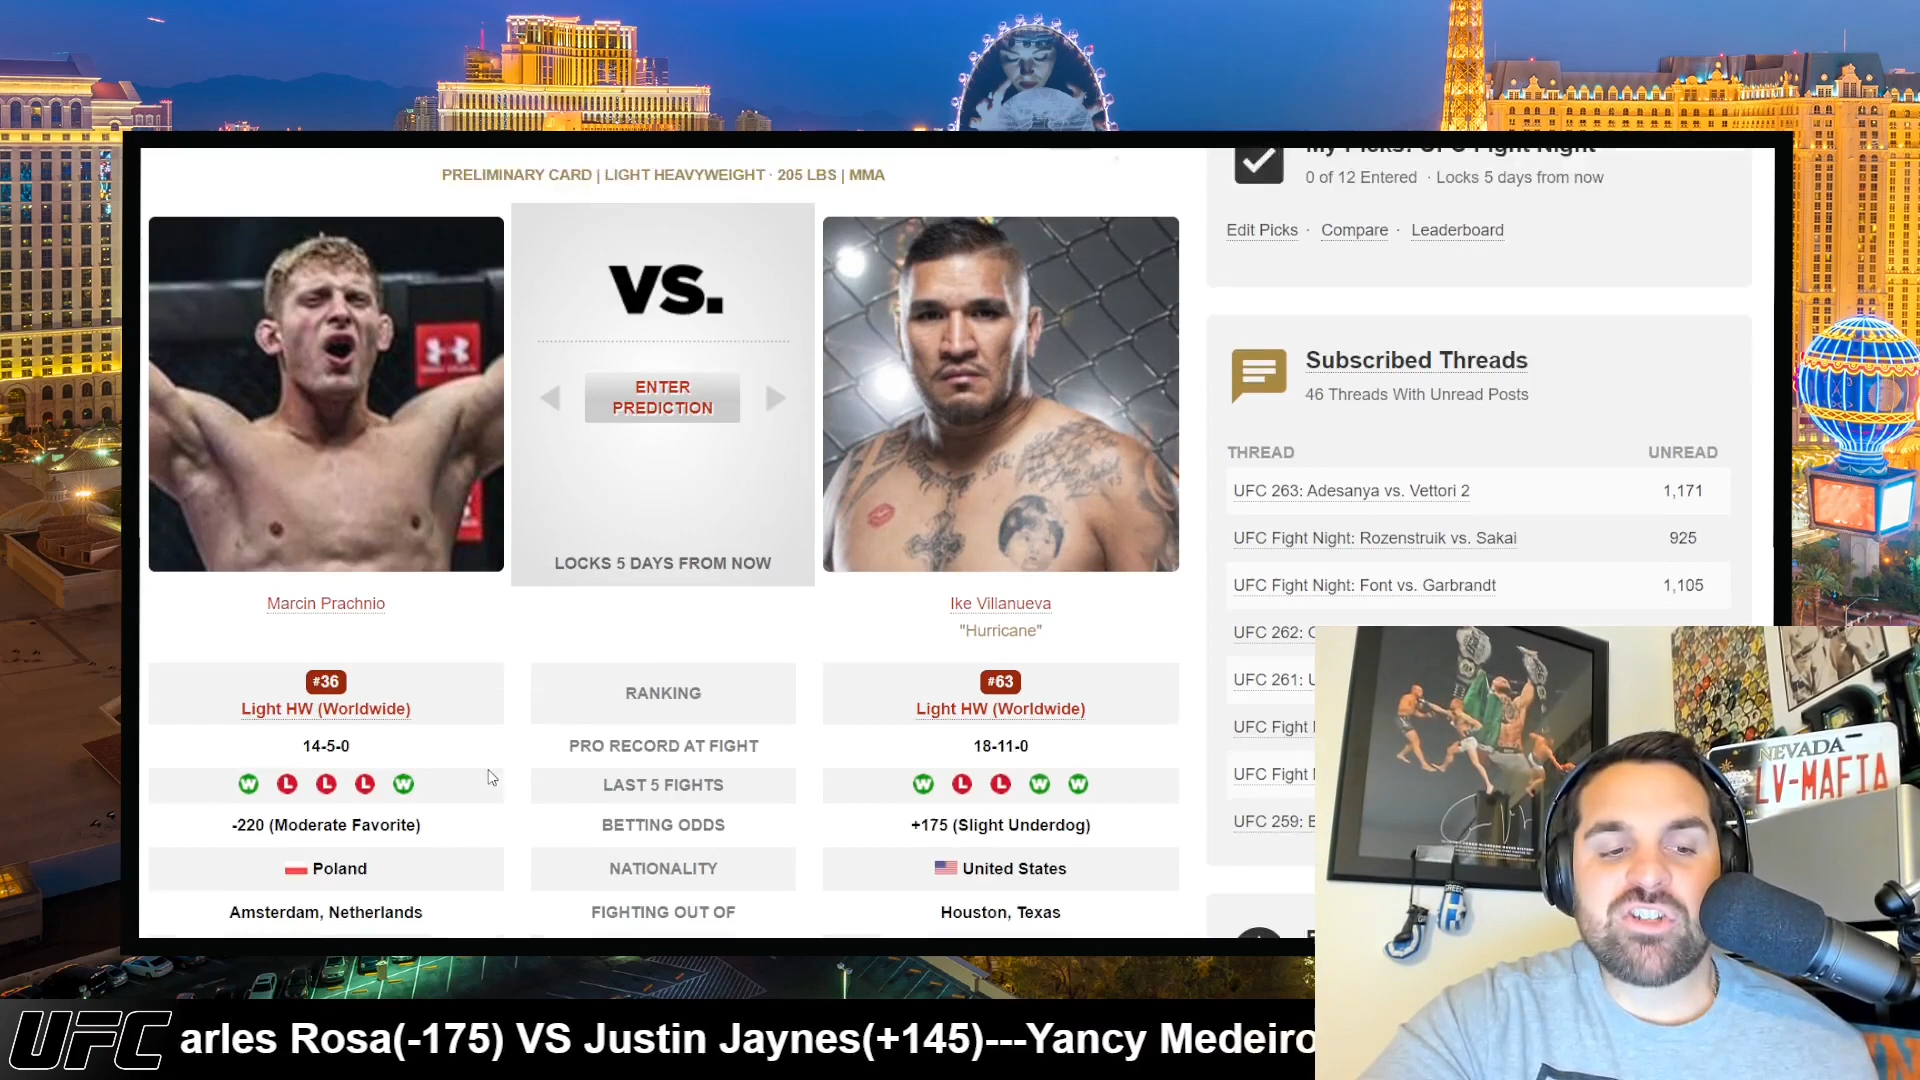 PRELIMINARY CARD | LIGHT HEAVYWEIGHT · 205 LBS | MMA
VS.
ENTER
PREDICTION
LOCKS 5 DAYS FROM NOW
Marcin Prachnio
Ike Villanueva
"Hurricane"
#36
Light HW (Worldwide)
RANKING
#63
Light HW (Worldwide)
14-5-0
PRO RECORD AT FIGHT
18-11-0
W L L L W
LAST 5 FIGHTS
W L L W W
-220 (Moderate Favorite)
BETTING ODDS
+175 (Slight Underdog)
Poland
NATIONALITY
United States
Amsterdam, Netherlands
FIGHTING OUT OF
Houston, Texas
My Picks: UFC Fight Night
0 of 12 Entered · Locks 5 days from now
Edit Picks · Compare · Leaderboard
Subscribed Threads
46 Threads With Unread Posts
THREAD UNREAD
UFC 263: Adesanya vs. Vettori 2 1,171
UFC Fight Night: Rozenstruik vs. Sakai 925
UFC Fight Night: Font vs. Garbrandt 1,105
UFC 262:
UFC 261:
UFC Fight
UFC Fight
UFC 259:
NEVADA
LV-MAFIA
UFC arles Rosa(-175) VS Justin Jaynes(+145)---Yancy Medeiro